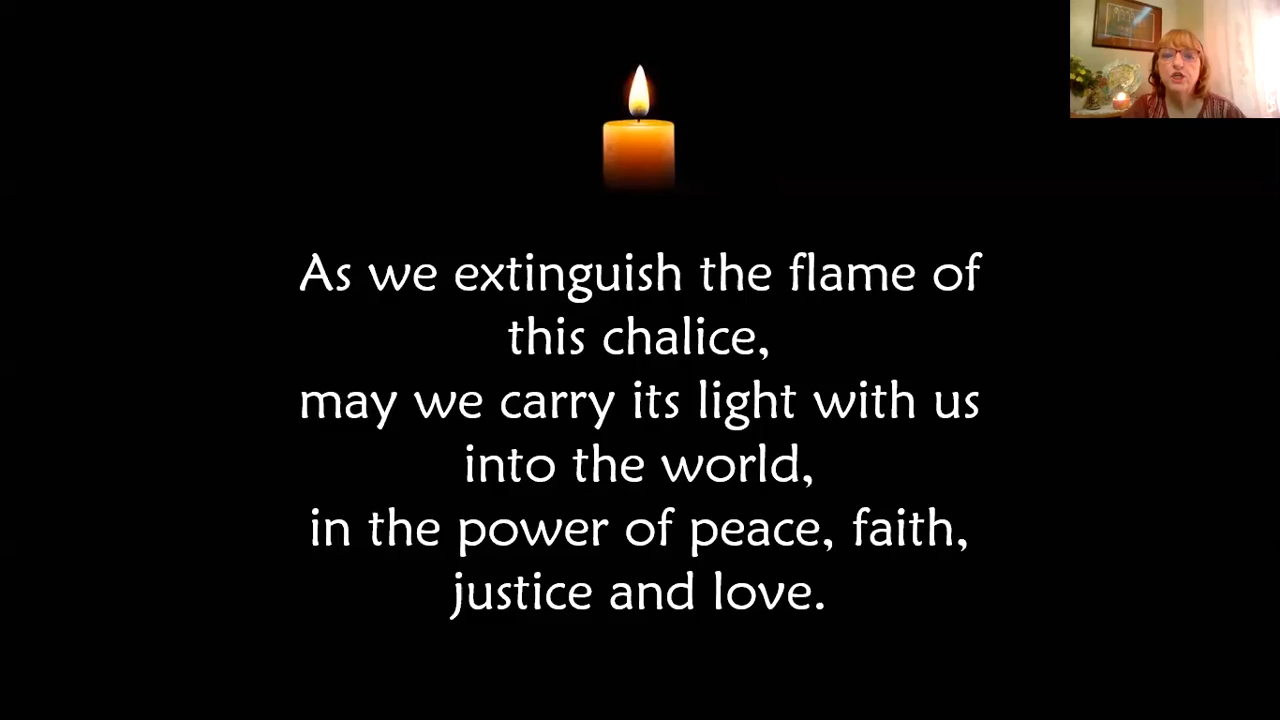 As we extinguish the flame of
this chalice,
may we carry its light with us
into the world,
in the power of peace, faith,
justice and love.